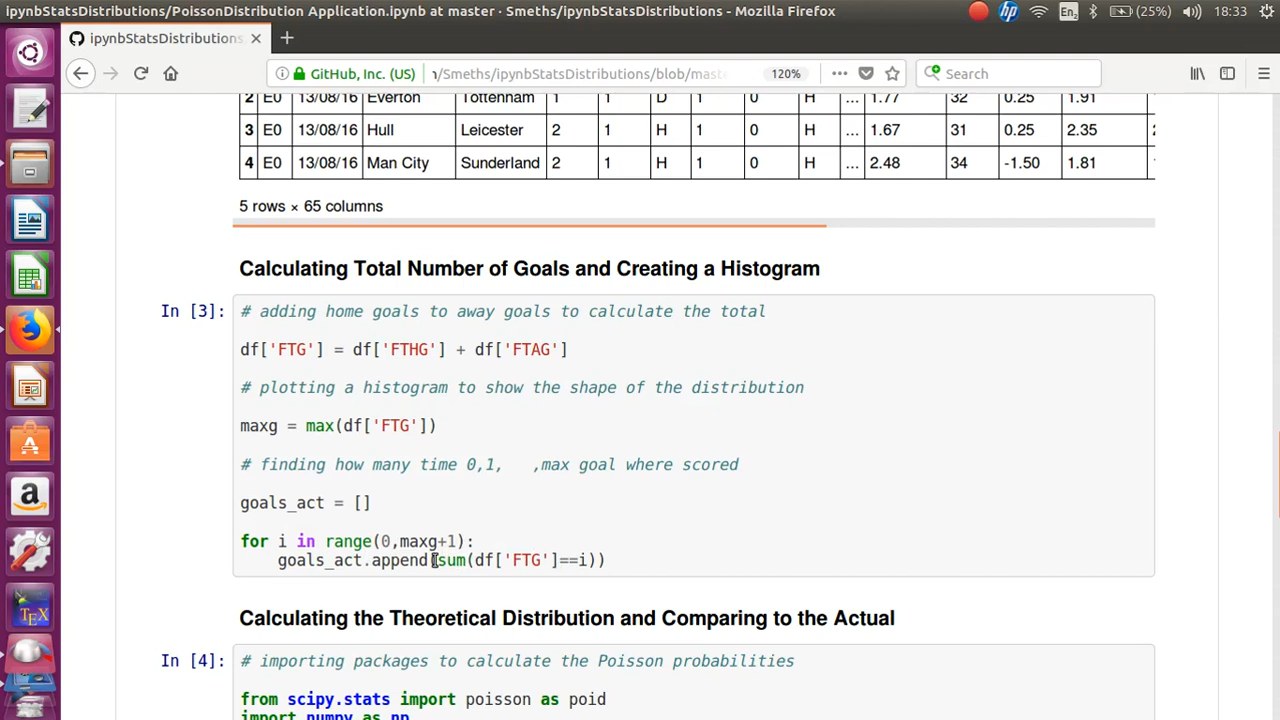 ipynbStatsDistributions/PoissonDistribution Application.ipynb at master · Smeths/ipynbStatsDistributions - Mozilla Firefox
hp
En2
(25%)
18:33
ipynbStatsDistributions
GitHub, Inc. (US)
/Smeths/ipynbStatsDistributions/blob/maste
120%
Search
2 E0 13/08/16 Everton Tottenham 1 1 D 1 0 H ... 1.77 32 0.25 1.91
3 E0 13/08/16 Hull Leicester 2 1 H 1 0 H ... 1.67 31 0.25 2.35
4 E0 13/08/16 Man City Sunderland 2 1 H 1 0 H ... 2.48 34 -1.50 1.81
5 rows × 65 columns
Calculating Total Number of Goals and Creating a Histogram
In [3]:
# adding home goals to away goals to calculate the total
df['FTG'] = df['FTHG'] + df['FTAG']
# plotting a histogram to show the shape of the distribution
maxg = max(df['FTG'])
# finding how many time 0,1,   ,max goal where scored
goals_act = []
for i in range(0,maxg+1):
goals_act.append(sum(df['FTG']==i))
Calculating the Theoretical Distribution and Comparing to the Actual
In [4]:
# importing packages to calculate the Poisson probabilities
from scipy.stats import poisson as poid
import numpy as np
a
TEX